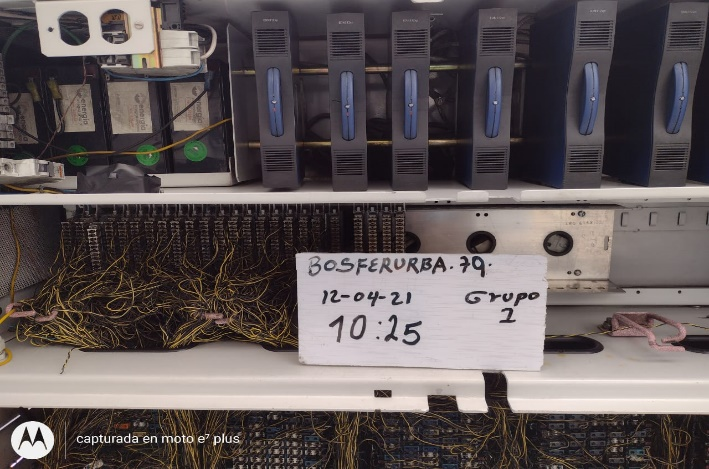 BOSFERURBA.79.
12-04-21 Grupo
1
10:25
capturada en moto e⁷ plus